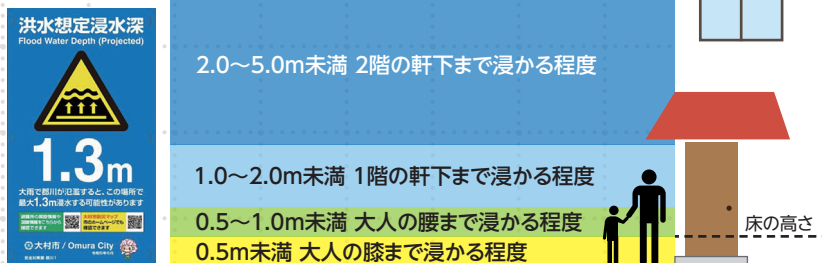 洪水想定浸水深
Flood Water Depth (Projected)
1.3m
大雨で郡川が氾濫すると、この場所で
最大1.3m浸水する可能性があります
大村市 / Omura City
2.0〜5.0m未満 2階の軒下まで浸かる程度
1.0〜2.0m未満 1階の軒下まで浸かる程度
0.5〜1.0m未満 大人の腰まで浸かる程度
0.5m未満 大人の膝まで浸かる程度
床の高さ